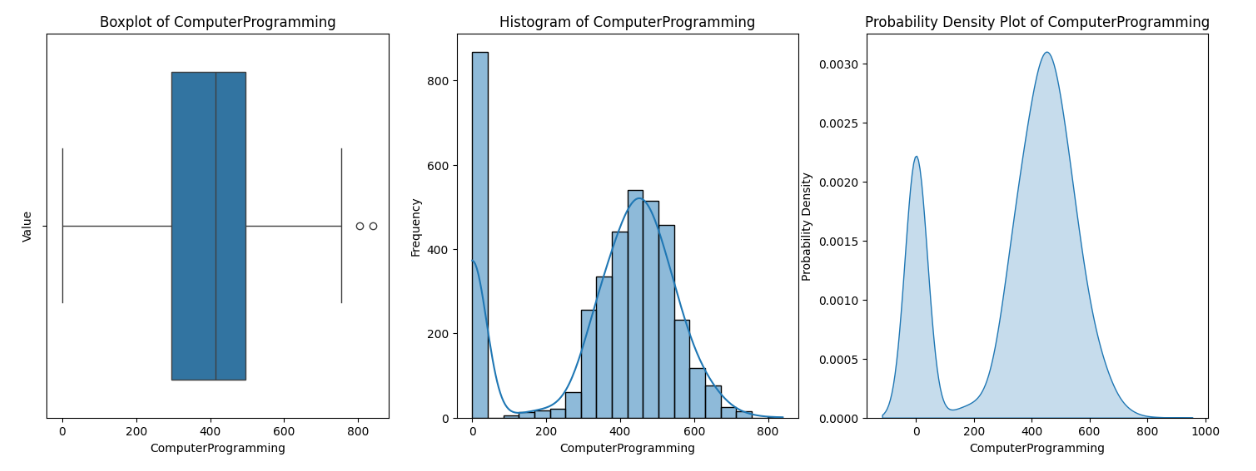 Boxplot of ComputerProgramming
Value
0 200 400 600 800
ComputerProgramming
Histogram of ComputerProgramming
Frequency
800
600
400
200
0
0 200 400 600 800
ComputerProgramming
Probability Density Plot of ComputerProgramming
Probability Density
0.0030
0.0025
0.0020
0.0015
0.0010
0.0005
0.0000
0 200 400 600 800 1000
ComputerProgramming